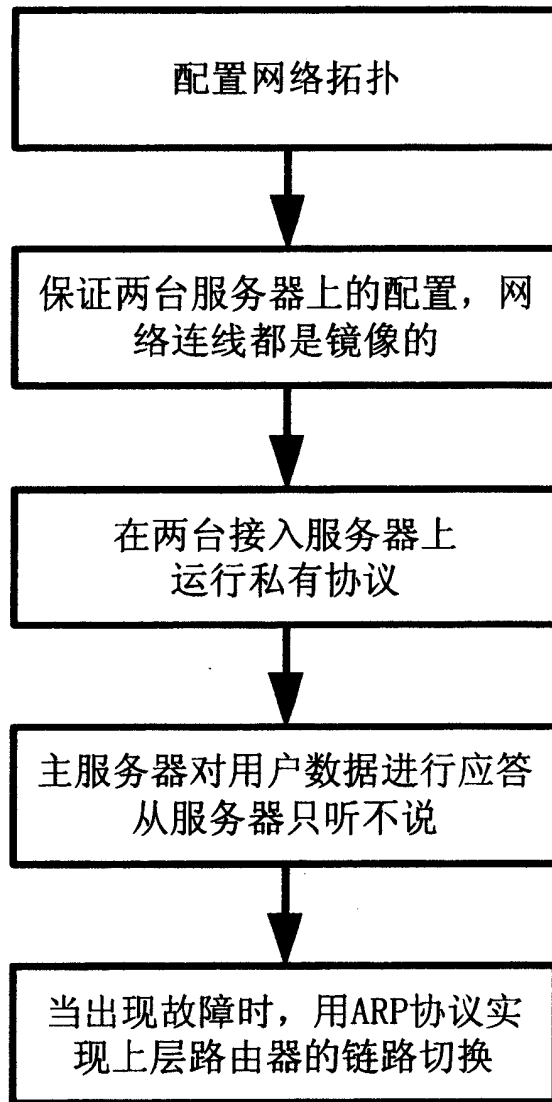 配置网络拓扑
保证两台服务器上的配置，网
络连线都是镜像的
在两台接入服务器上
运行私有协议
主服务器对用户数据进行应答
从服务器只听不说
当出现故障时，用ARP协议实
现上层路由器的链路切换